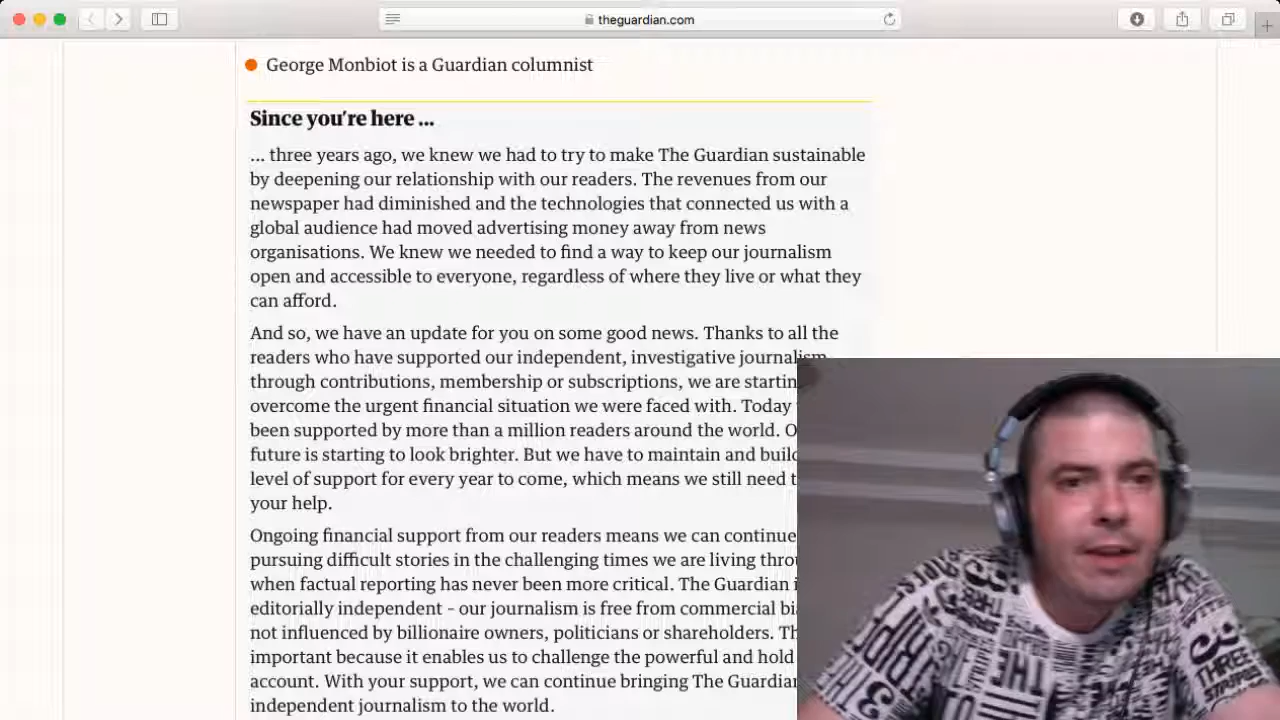 theguardian.com
George Monbiot is a Guardian columnist
Since you're here ...
... three years ago, we knew we had to try to make The Guardian sustainable
by deepening our relationship with our readers. The revenues from our
newspaper had diminished and the technologies that connected us with a
global audience had moved advertising money away from news
organisations. We knew we needed to find a way to keep our journalism
open and accessible to everyone, regardless of where they live or what they
can afford.
And so, we have an update for you on some good news. Thanks to all the
readers who have supported our independent, investigative journalism
through contributions, membership or subscriptions, we are starting
overcome the urgent financial situation we were faced with. Today
been supported by more than a million readers around the world.
future is starting to look brighter. But we have to maintain and build
level of support for every year to come, which means we still need
your help.
Ongoing financial support from our readers means we can continue
pursuing difficult stories in the challenging times we are living
when factual reporting has never been more critical. The Guardian
editorially independent – our journalism is free from commercial
not influenced by billionaire owners, politicians or shareholders.
important because it enables us to challenge the powerful and hold
account. With your support, we can continue bringing The Guardian
independent journalism to the world.
THREE
STRIPES